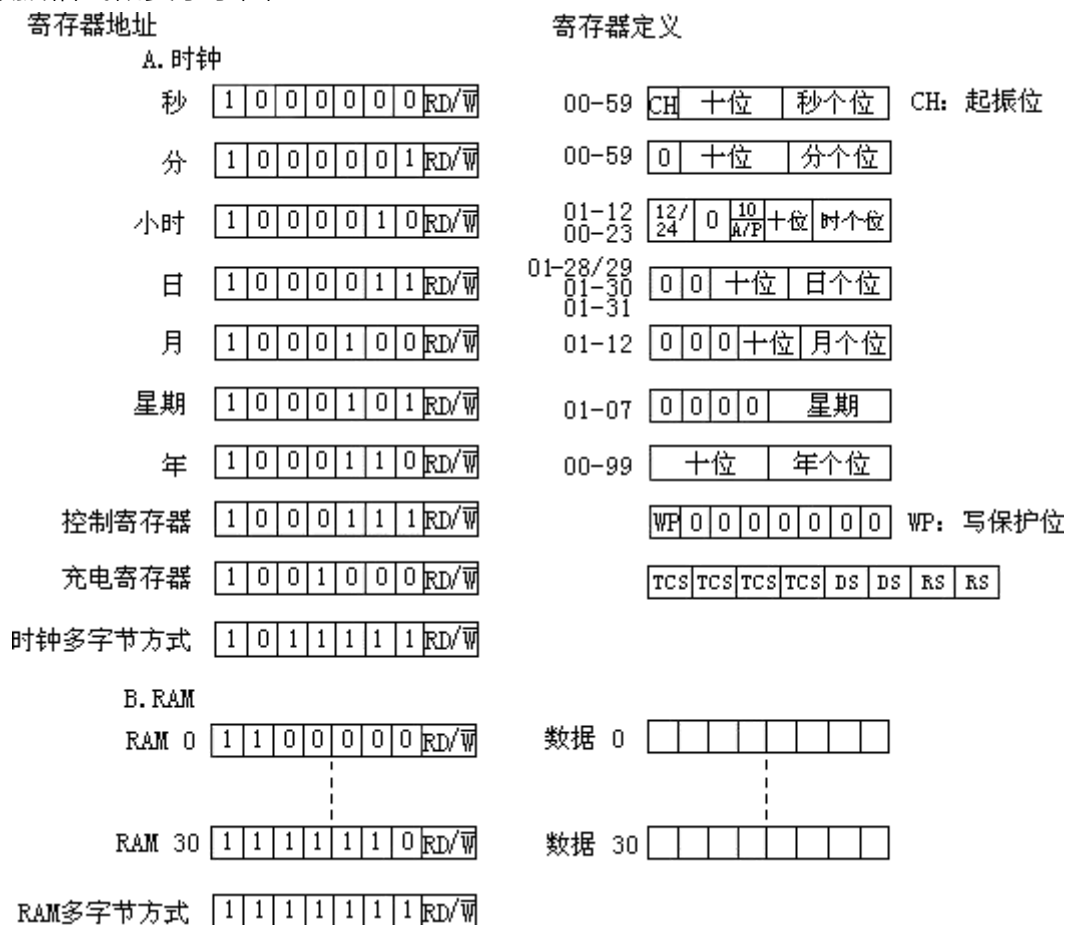 寄存器地址 寄存器定义
A.时钟
秒 1 0 0 0 0 0 0 RD/W̅ 00-59 CH 十位 秒个位 CH: 起振位
分 1 0 0 0 0 0 1 RD/W̅ 00-59 0 十位 分个位
小时 1 0 0 0 0 1 0 RD/W̅ 01-12 00-23 12/24 0 10 A/P 十位 时个位
日 1 0 0 0 0 1 1 RD/W̅ 01-28/29 01-30 01-31 0 0 十位 日个位
月 1 0 0 0 1 0 0 RD/W̅ 01-12 0 0 0 十位 月个位
星期 1 0 0 0 1 0 1 RD/W̅ 01-07 0 0 0 0 星期
年 1 0 0 0 1 1 0 RD/W̅ 00-99 十位 年个位
控制寄存器 1 0 0 0 1 1 1 RD/W̅ WP 0 0 0 0 0 0 0 WP: 写保护位
充电寄存器 1 0 0 1 0 0 0 RD/W̅ TCS TCS TCS TCS DS DS RS RS
时钟多字节方式 1 0 1 1 1 1 1 RD/W̅
B.RAM
RAM 0 1 1 0 0 0 0 0 RD/W̅ 数据 0
RAM 30 1 1 1 1 1 1 0 RD/W̅ 数据 30
RAM多字节方式 1 1 1 1 1 1 1 RD/W̅